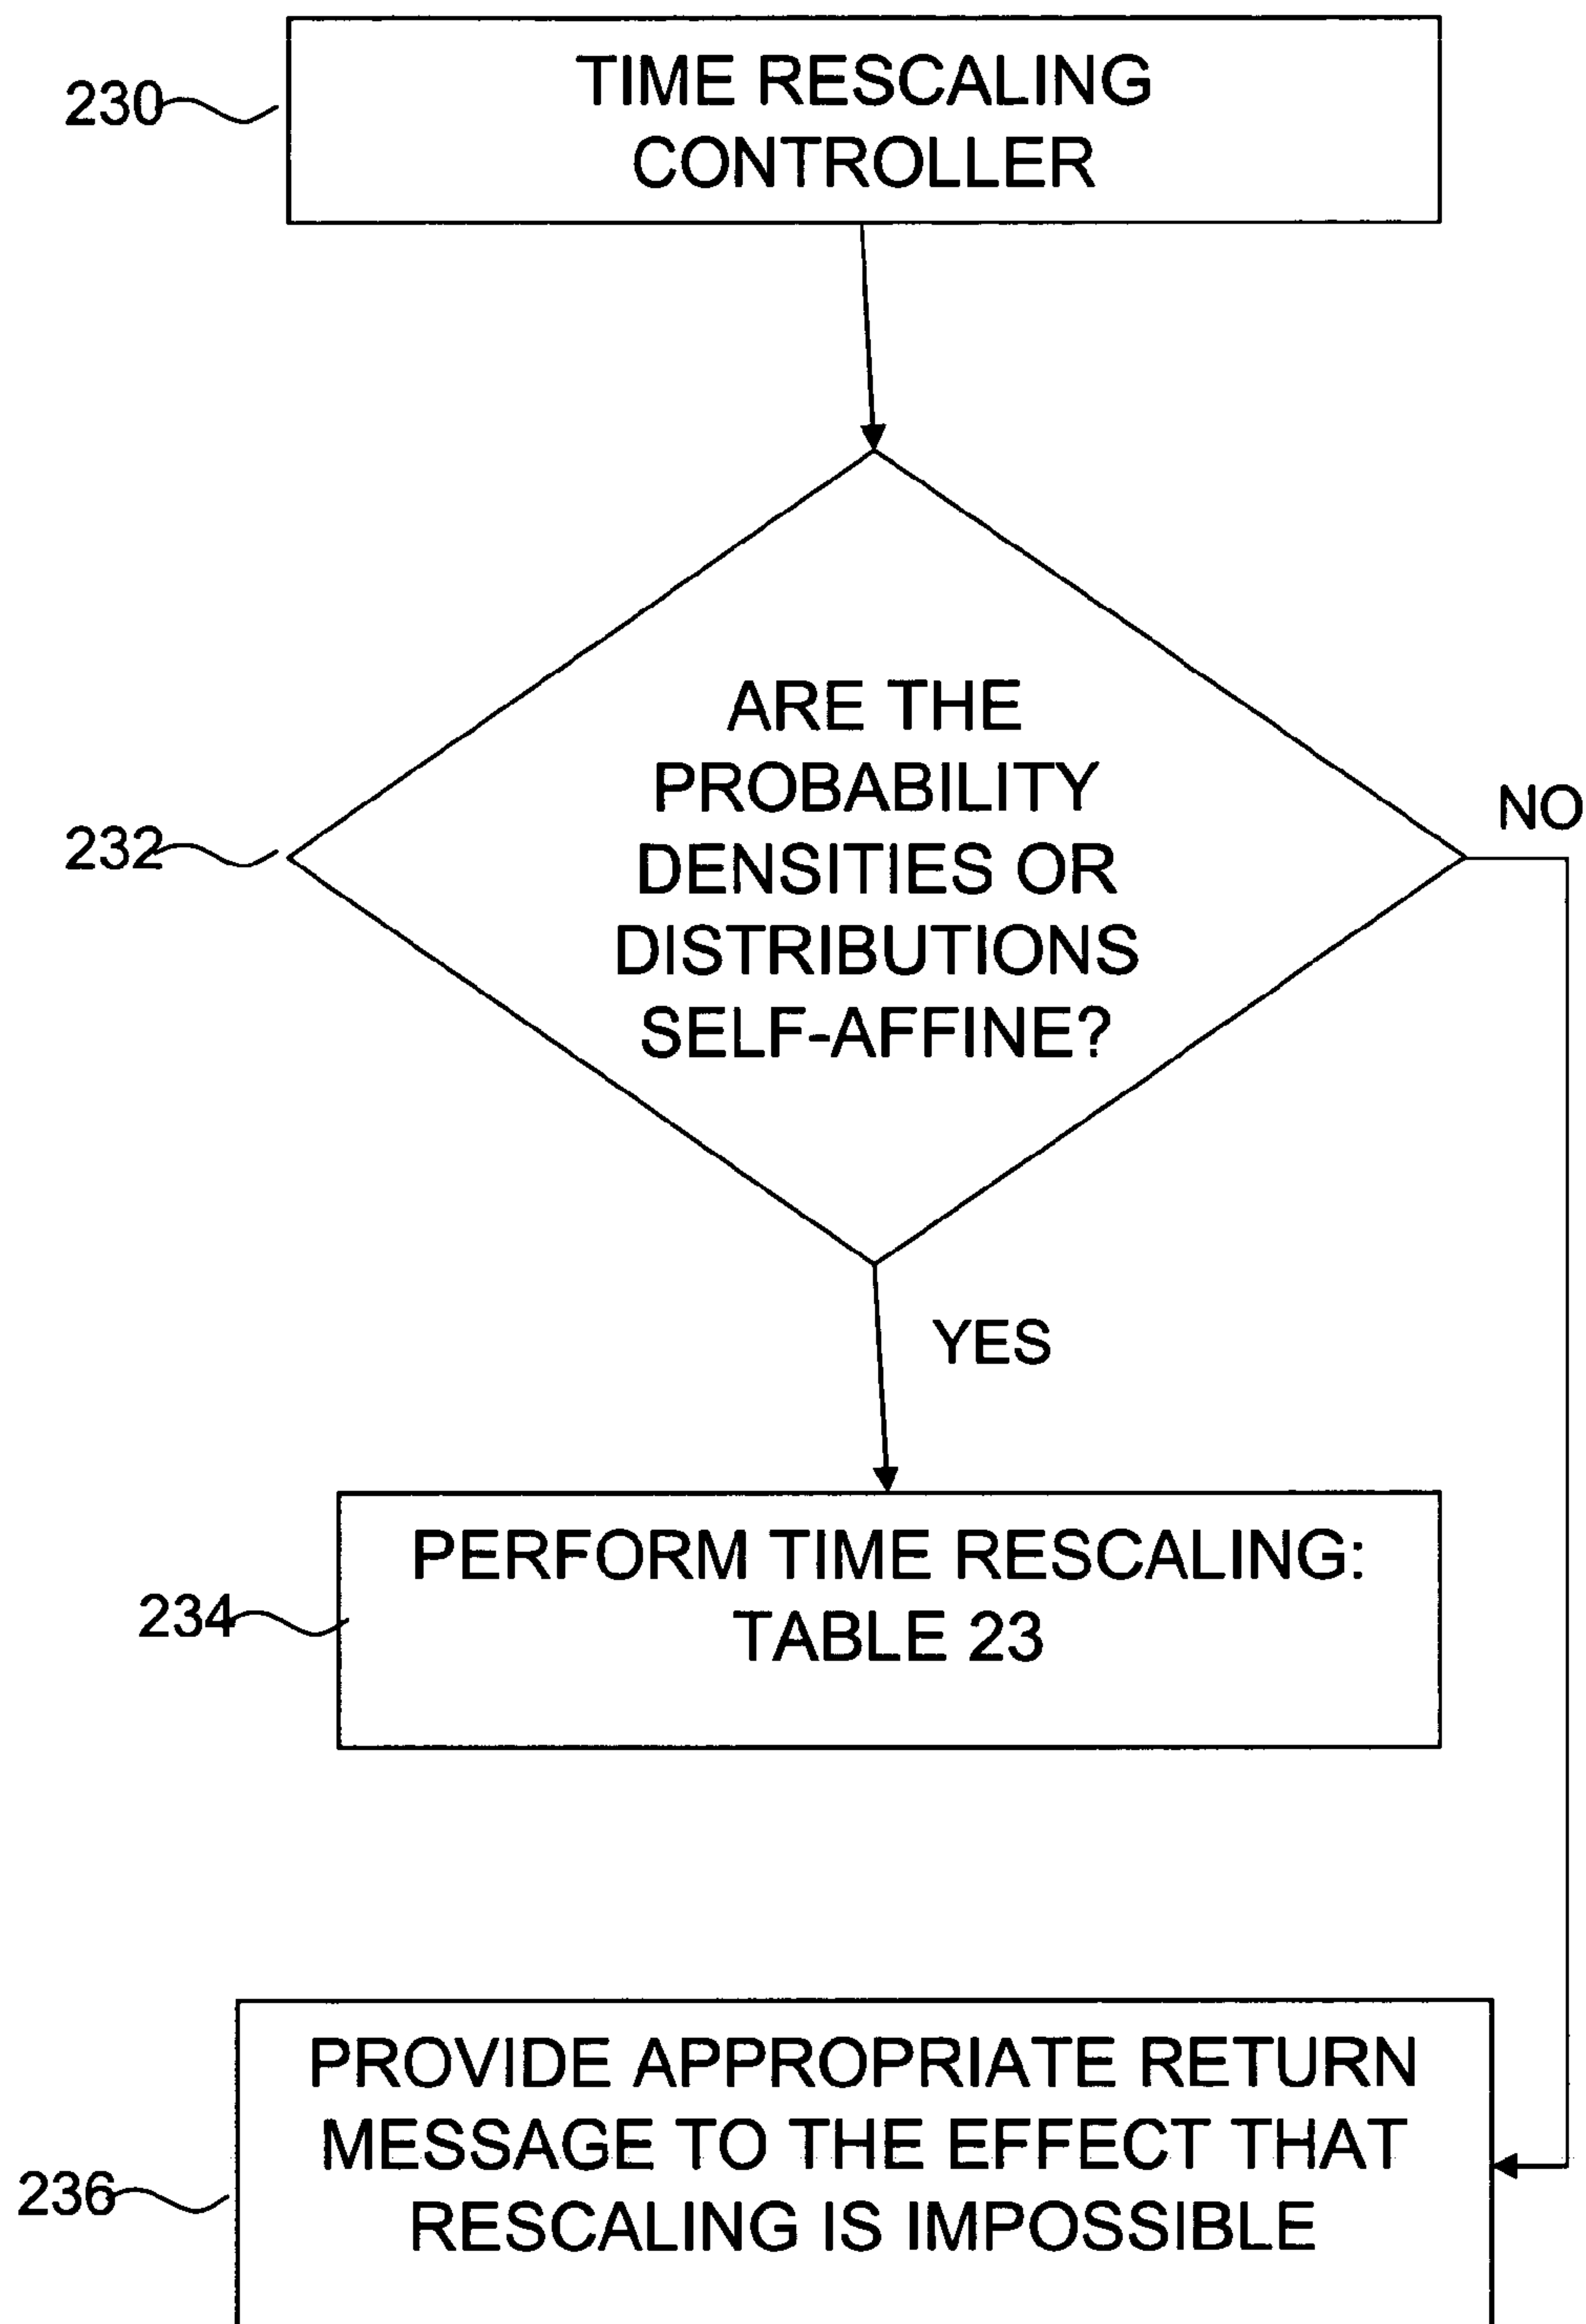 230
TIME RESCALING
CONTROLLER
232
ARE THE
PROBABILITY
DENSITIES OR
DISTRIBUTIONS
SELF-AFFINE?
NO
YES
234
PERFORM TIME RESCALING:
TABLE 23
236
PROVIDE APPROPRIATE RETURN
MESSAGE TO THE EFFECT THAT
RESCALING IS IMPOSSIBLE